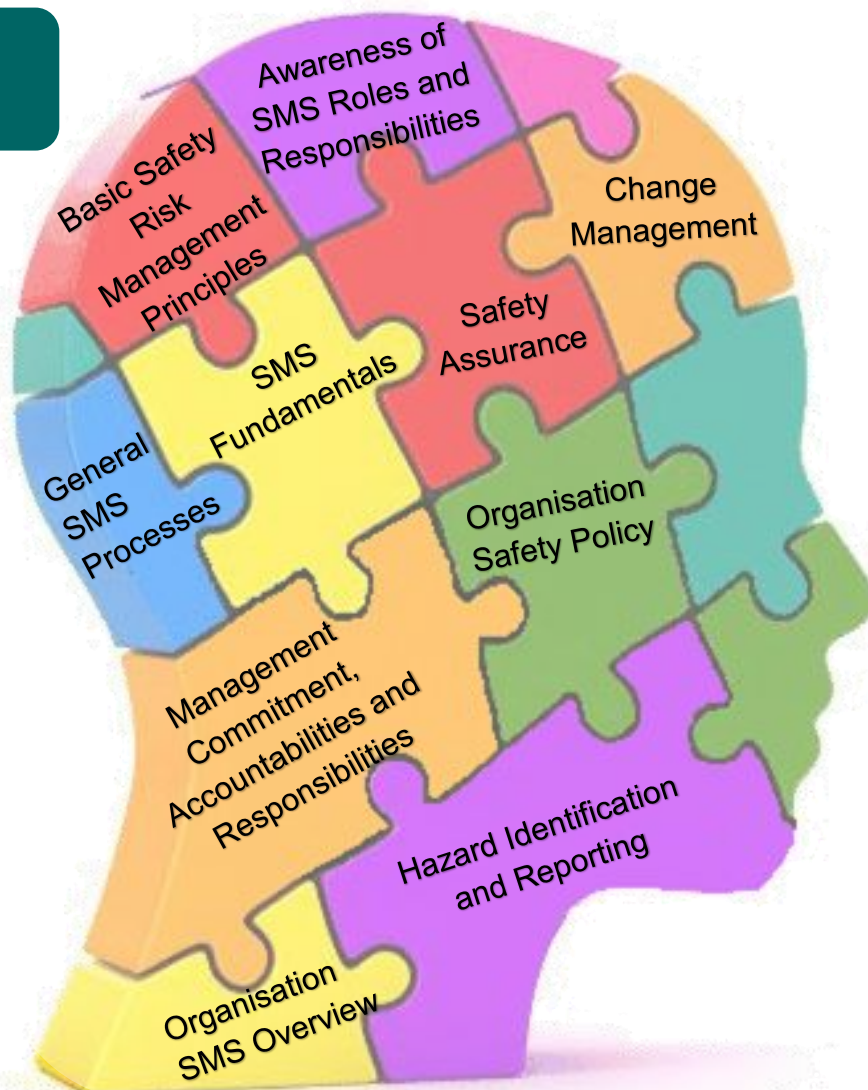 Awareness of
SMS Roles and
Responsibilities
Basic Safety
Risk
Management
Principles
Change
Management
Safety
Assurance
SMS
Fundamentals
General
SMS
Processes
Organisation
Safety Policy
Management
Commitment,
Accountabilities and
Responsibilities
Hazard Identification
and Reporting
Organisation
SMS Overview